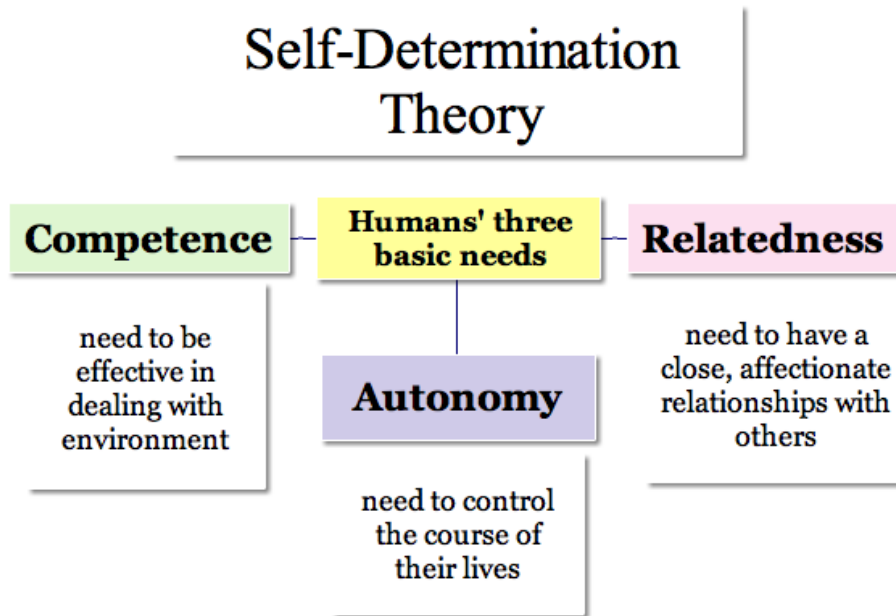 Self-Determination
Theory
Humans' three
basic needs
Competence
need to be
effective in
dealing with
environment
Autonomy
need to control
the course of
their lives
Relatedness
need to have a
close, affectionate
relationships with
others